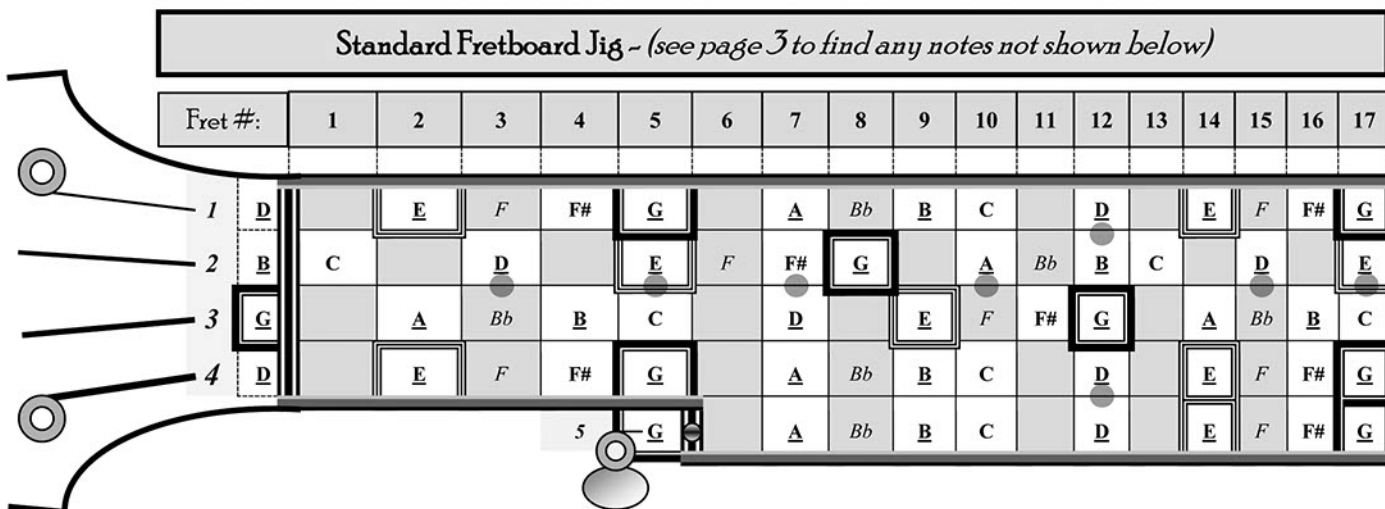 Standard Fretboard Jig ~ (see page 3 to find any notes not shown below)
Fret #: 1 2 3 4 5 6 7 8 9 10 11 12 13 14 15 16 17
1 D E F F# G A Bb B C D E F F# G
2 B C D E F F# G A Bb B C D E
3 G A Bb B C D E F F# G A Bb B C
4 D E F F# G A Bb B C D E F F# G
5 G A Bb B C D E F F# G